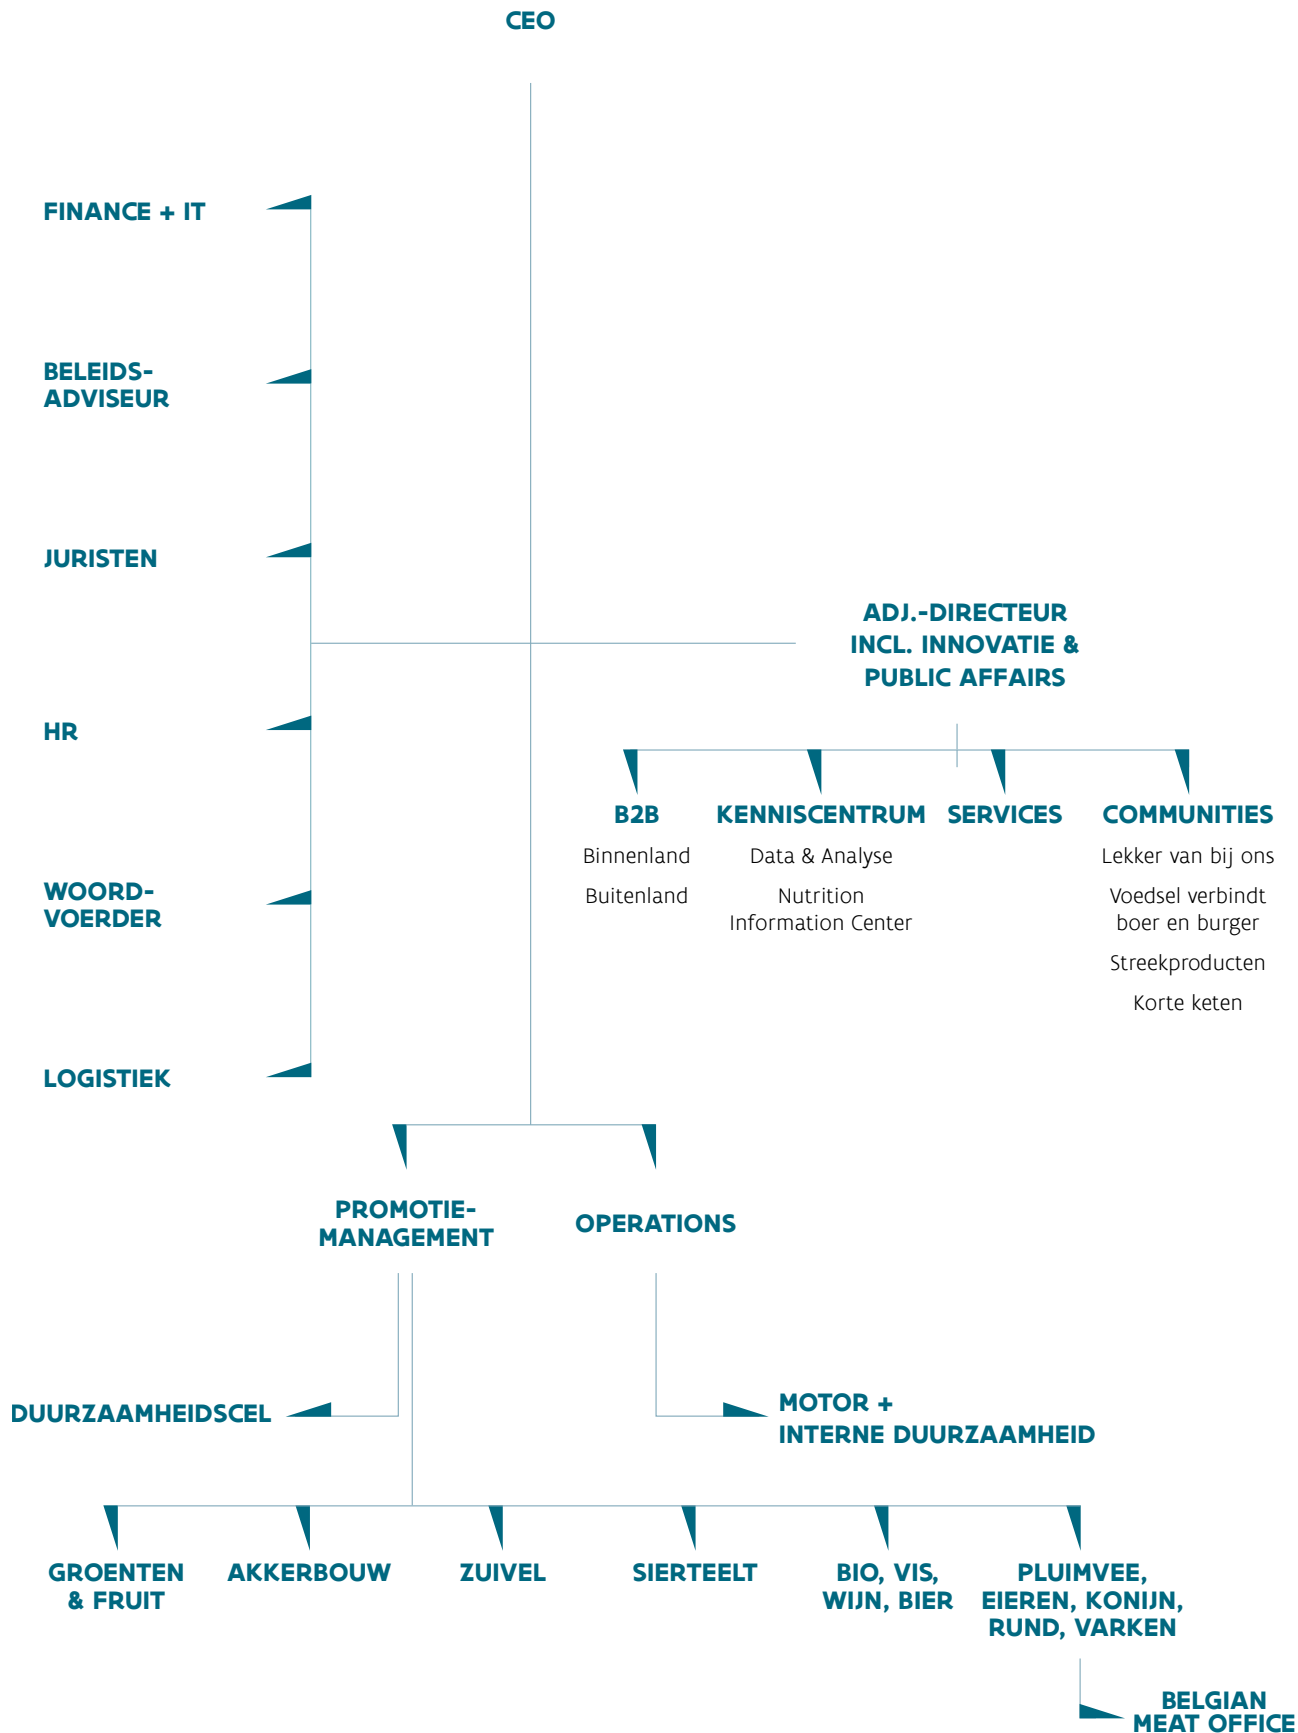 CEO
FINANCE + IT
BELEIDS-
ADVISEUR
JURISTEN
HR
WOORD-
VOERDER
LOGISTIEK
ADJ.-DIRECTEUR
INCL. INNOVATIE &
PUBLIC AFFAIRS
B2B
Binnenland
Buitenland
KENNISCENTRUM
Data & Analyse
Nutrition
Information Center
SERVICES
COMMUNITIES
Lekker van bij ons
Voedsel verbindt
boer en burger
Streekproducten
Korte keten
PROMOTIE-
MANAGEMENT
OPERATIONS
DUURZAAMHEIDSCEL
MOTOR +
INTERNE DUURZAAMHEID
GROENTEN
& FRUIT
AKKERBOUW
ZUIVEL
SIERTEELT
BIO, VIS,
WIJN, BIER
PLUIMVEE,
EIEREN, KONIJN,
RUND, VARKEN
BELGIAN
MEAT OFFICE